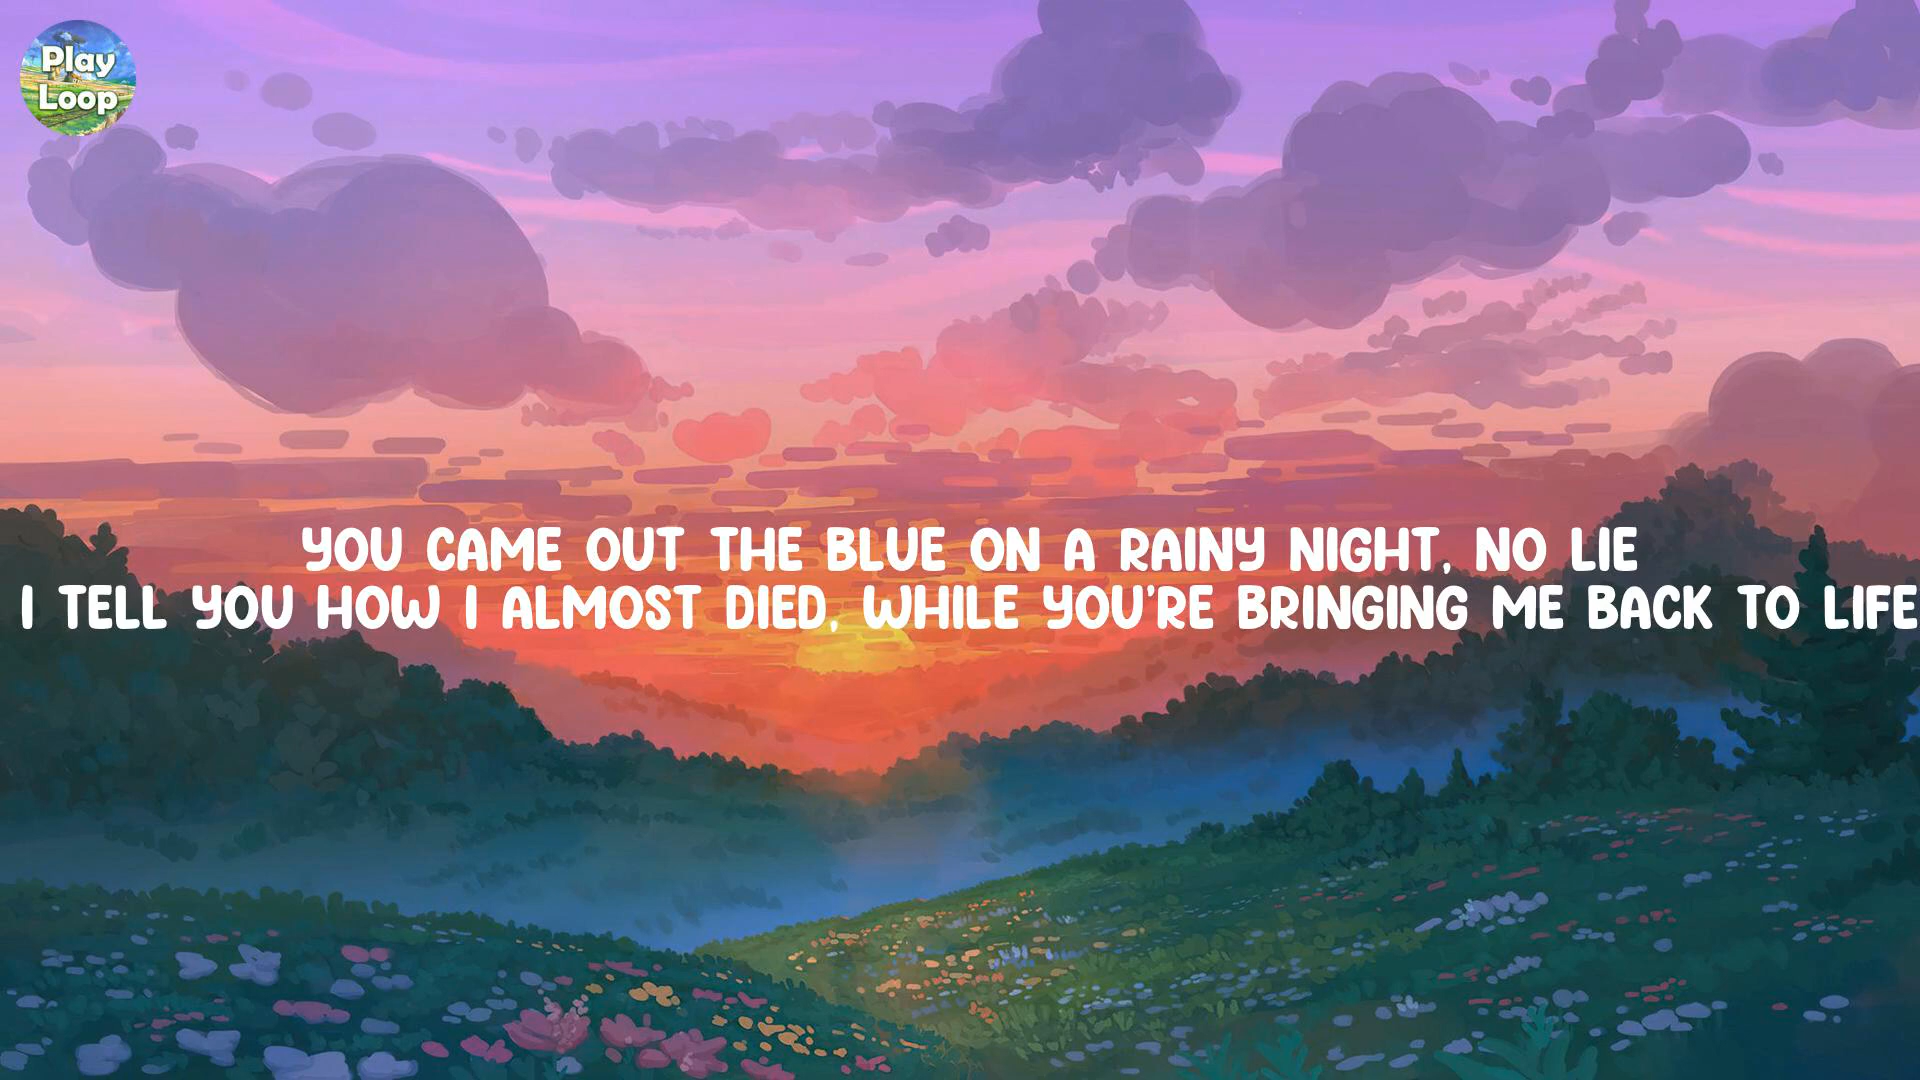 Play
Loop
YOU CAME OUT THE BLUE ON A RAINY NIGHT, NO LIE
I TELL YOU HOW I ALMOST DIED, WHILE YOU'RE BRINGING ME BACK TO LIFE